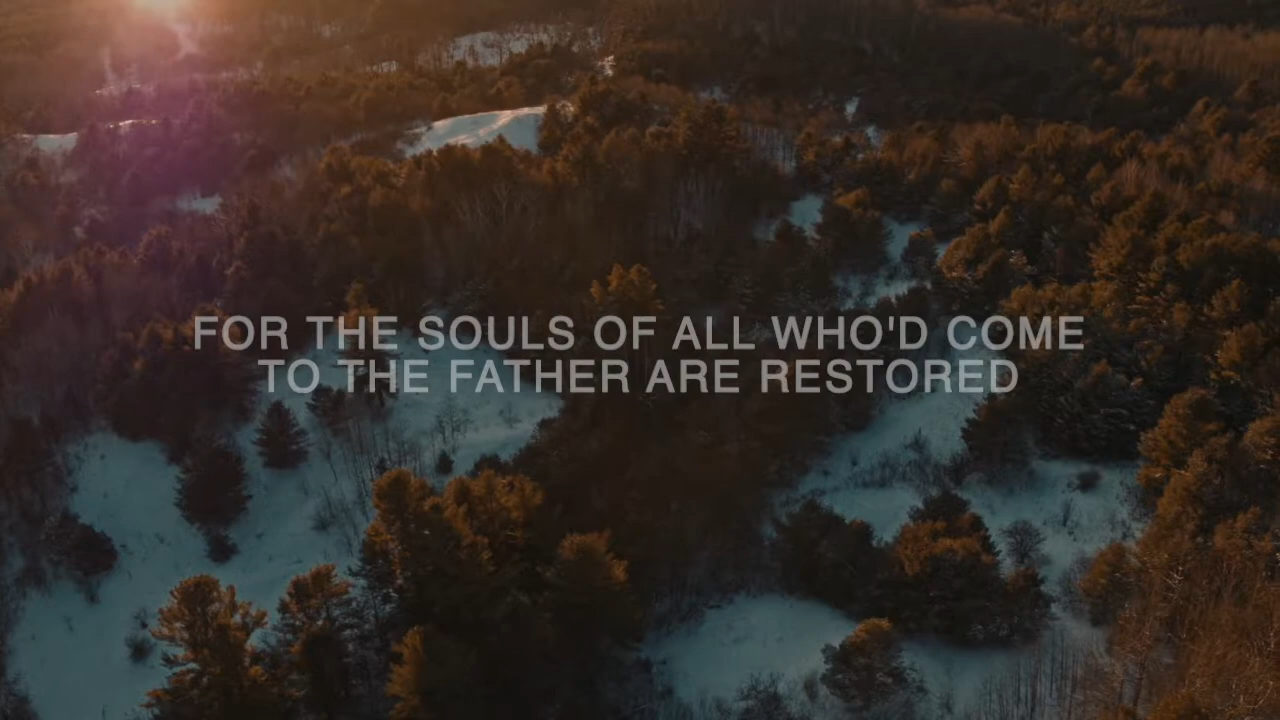 FOR THE SOULS OF ALL WHO'D COME
TO THE FATHER ARE RESTORED